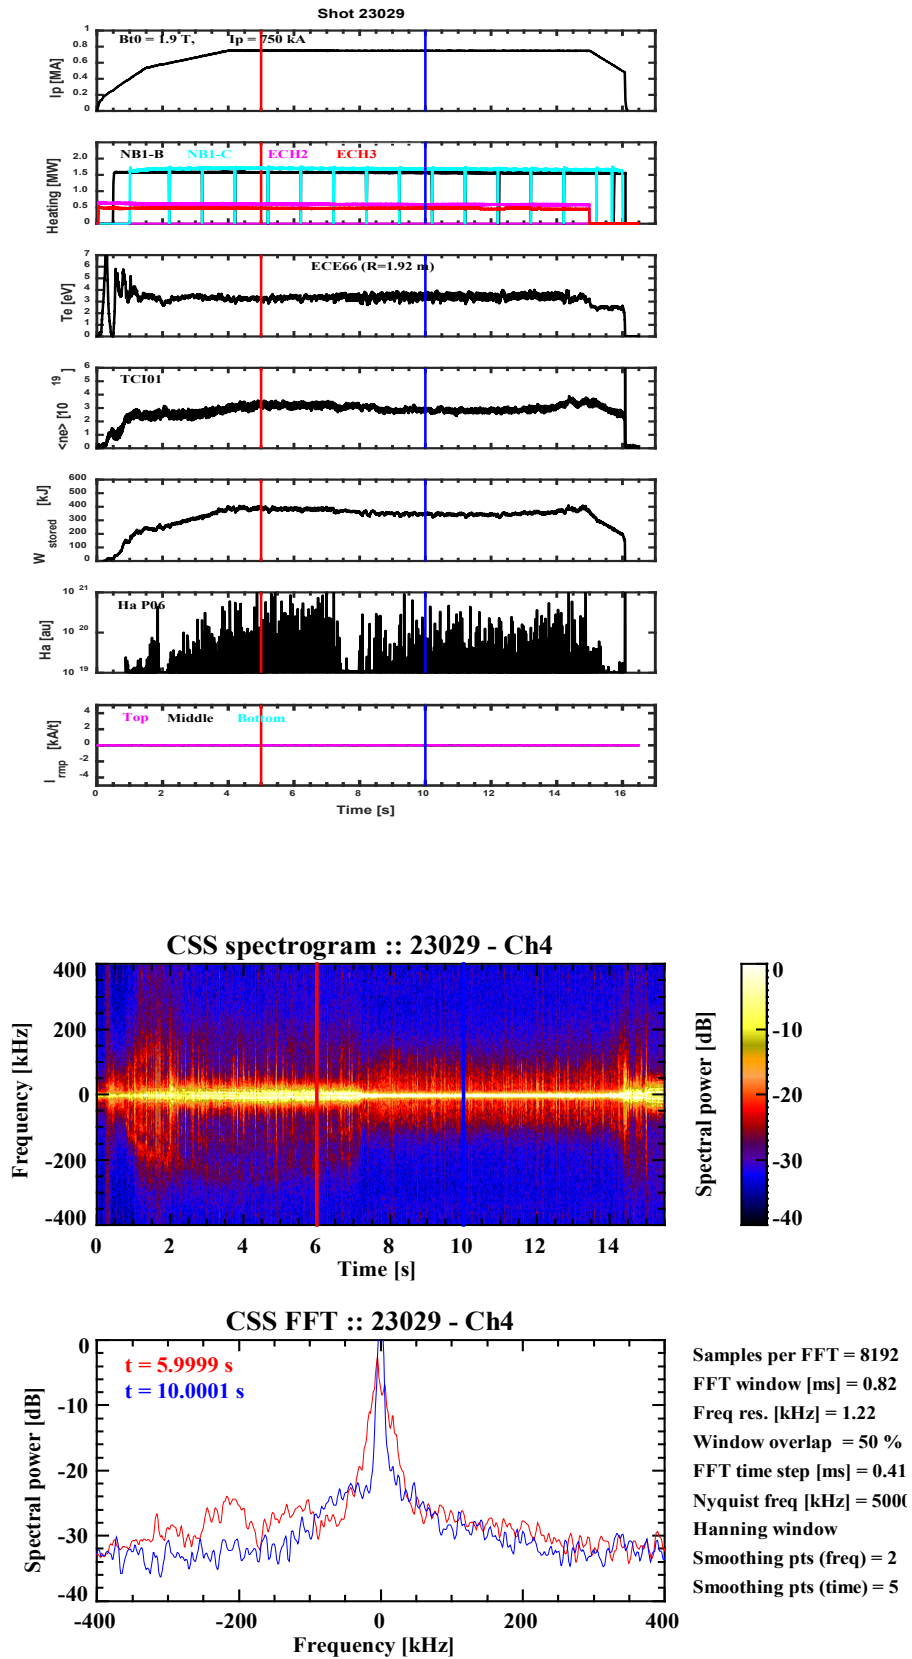 Shot 23029
Bt0 = 1.9 T, Ip = 750 kA
Ip [MA]
1
0.8
0.6
0.4
0.2
0
NB1-B NB1-C ECH2 ECH3
Heating [MW]
2.0
1.5
1.0
0.5
0
ECE66 (R=1.92 m)
Te [eV]
7
6
5
4
3
2
1
0
TCI01
<ne> [10 19 ]
6
5
4
3
2
1
0
W stored [kJ]
600
500
400
300
200
100
0
Ha P06
Ha [au]
10 21
10 20
10 19
Top Middle Bottom
I rmp [kA/t]
4
2
0
-2
-4
0 2 4 6 8 10 12 14 16
Time [s]
CSS spectrogram :: 23029 - Ch4
Frequency [kHz]
400
200
0
-200
-400
0 2 4 6 8 10 12 14
Time [s]
Spectral power [dB]
0
-10
-20
-30
-40
CSS FFT :: 23029 - Ch4
t = 5.9999 s
t = 10.0001 s
Spectral power [dB]
0
-10
-20
-30
-40
-400 -200 0 200 400
Frequency [kHz]
Samples per FFT = 8192
FFT window [ms] = 0.82
Freq res. [kHz] = 1.22
Window overlap = 50 %
FFT time step [ms] = 0.41
Nyquist freq [kHz] = 5000
Hanning window
Smoothing pts (freq) = 2
Smoothing pts (time) = 5